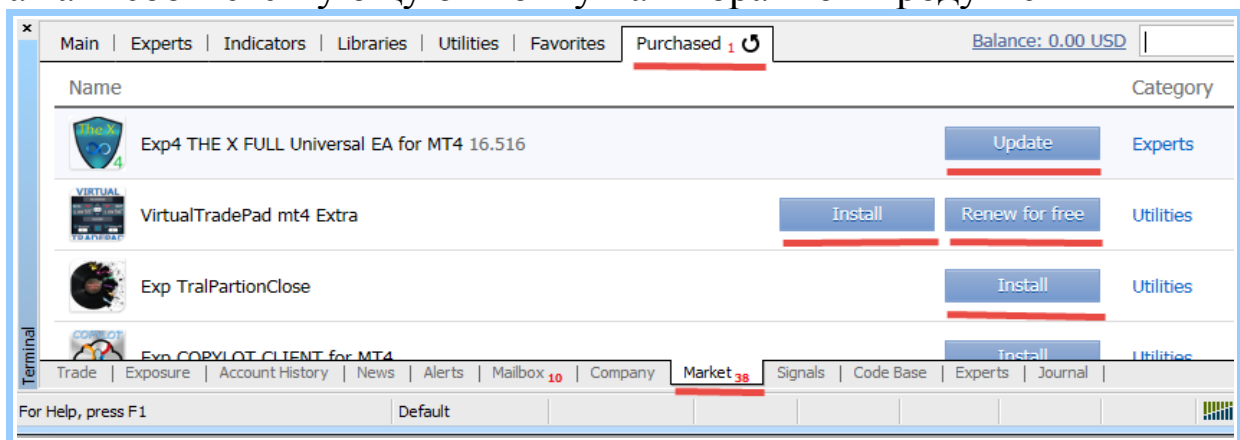 Main | Experts | Indicators | Libraries | Utilities | Favorites Purchased 1 Balance: 0.00 USD
Name Category
The X
4
Exp4 THE X FULL Universal EA for MT4 16.516 Update Experts
VIRTUAL
VirtualTradePad mt4 Extra Install Renew for free Utilities
Exp TralPartionClose Install Utilities
Exp COPYLOT CLIENT for MT4 Install Utilities
Terminal
Trade | Exposure | Account History | News | Alerts | Mailbox 10 | Company Market 38 Signals | Code Base | Experts | Journal |
For Help, press F1 Default